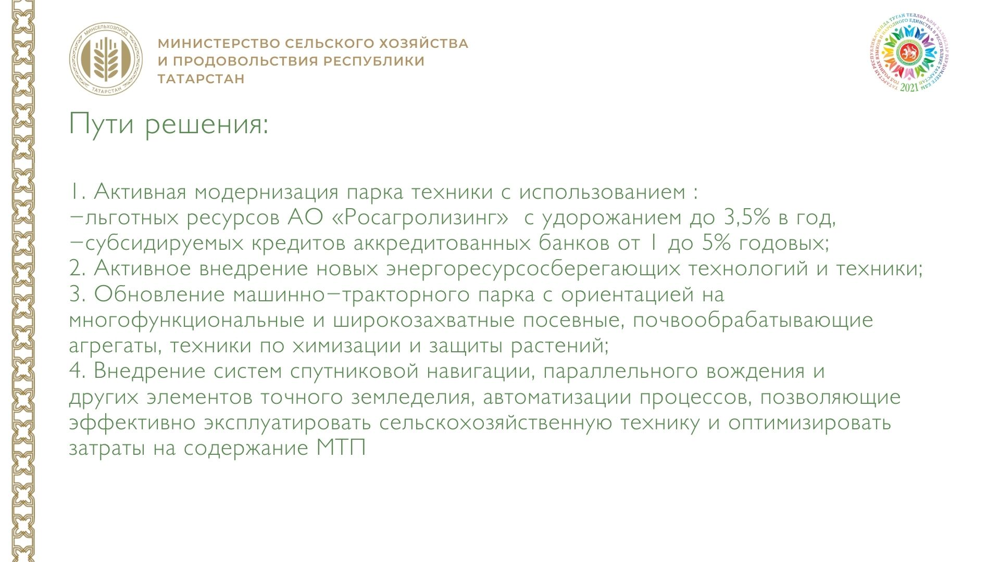 МИНСЕЛЬХОЗПРОД
ТАТАРСТАН
МИНИСТЕРСТВО СЕЛЬСКОГО ХОЗЯЙСТВА
И ПРОДОВОЛЬСТВИЯ РЕСПУБЛИКИ
ТАТАРСТАН
ТАТАРСТАН РЕСПУБЛИКАСЫНДА ТУГАН ТЕЛЛӘР ҺӘМ ХАЛЫКЛАР БЕРДӘМЛЕГЕ ЕЛЫ
ГОД РОДНЫХ ЯЗЫКОВ И НАРОДНОГО ЕДИНСТВА В РЕСПУБЛИКЕ ТАТАРСТАН
2021
Пути решения:
1. Активная модернизация парка техники с использованием :
–льготных ресурсов АО «Росагролизинг»  с удорожанием до 3,5% в год,
–субсидируемых кредитов аккредитованных банков от 1 до 5% годовых;
2. Активное внедрение новых энергоресурсосберегающих технологий и техники;
3. Обновление машинно–тракторного парка с ориентацией на
многофункциональные и широкозахватные посевные, почвообрабатывающие
агрегаты, техники по химизации и защиты растений;
4. Внедрение систем спутниковой навигации, параллельного вождения и
других элементов точного земледелия, автоматизации процессов, позволяющие
эффективно эксплуатировать сельскохозяйственную технику и оптимизировать
затраты на содержание МТП